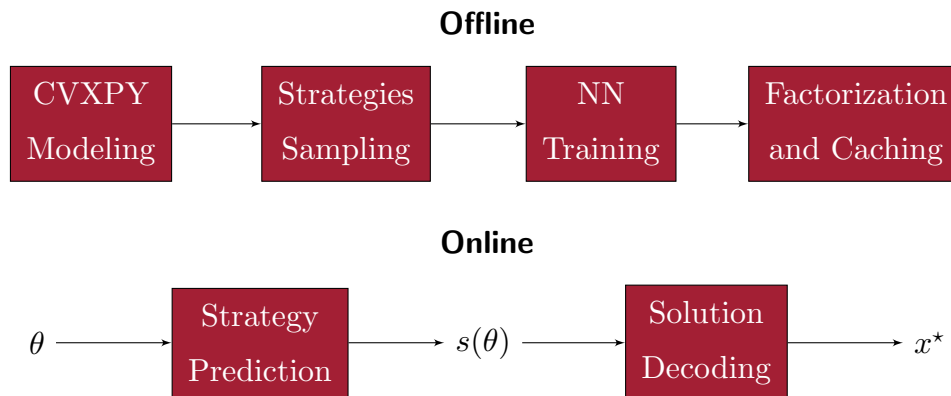 Offline
CVXPY
Modeling
Strategies
Sampling
NN
Training
Factorization
and Caching
Online
θ
Strategy
Prediction
s(θ)
Solution
Decoding
x⋆